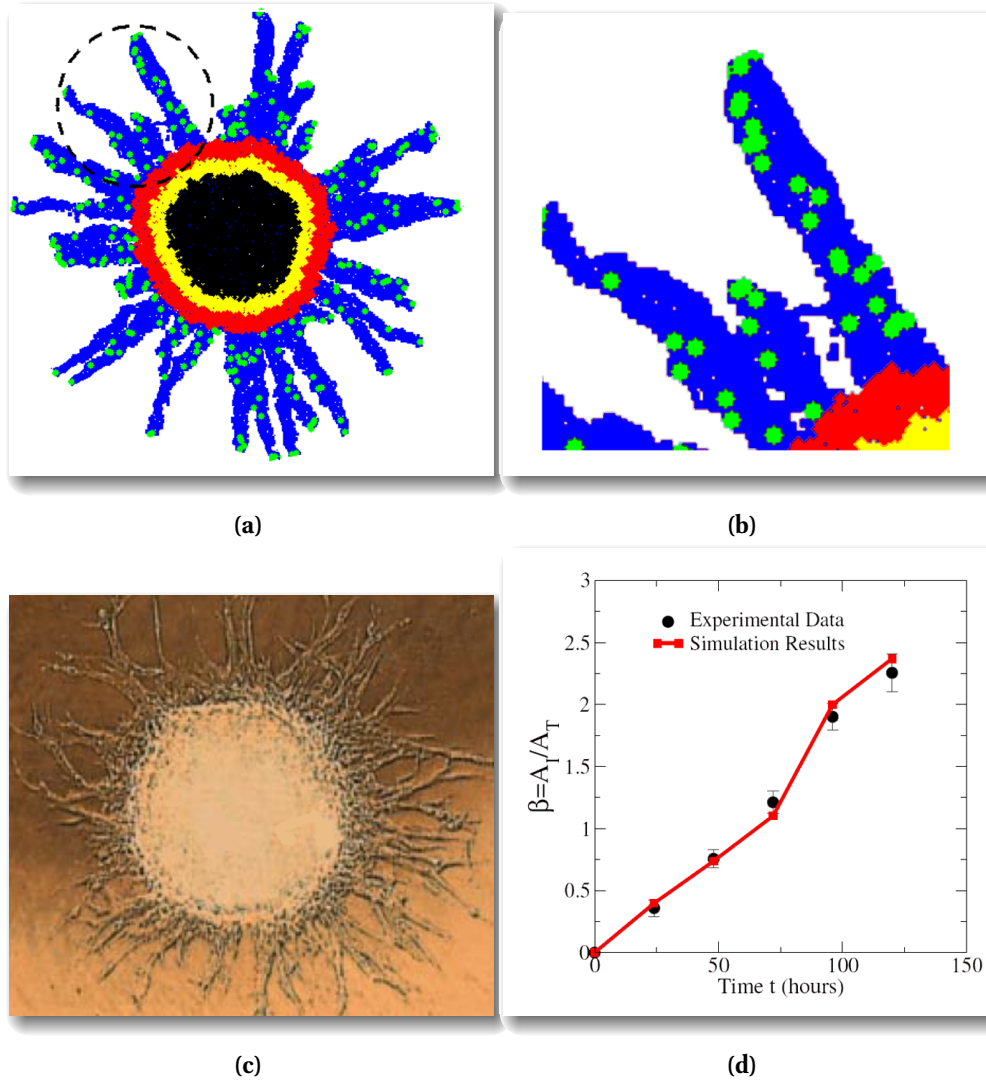 (a)
(b)
3
2.5
2
1.5
1
0.5
0
β=A_I/A_T
Experimental Data
Simulation Results
0
50
100
150
Time t (hours)
(c)
(d)